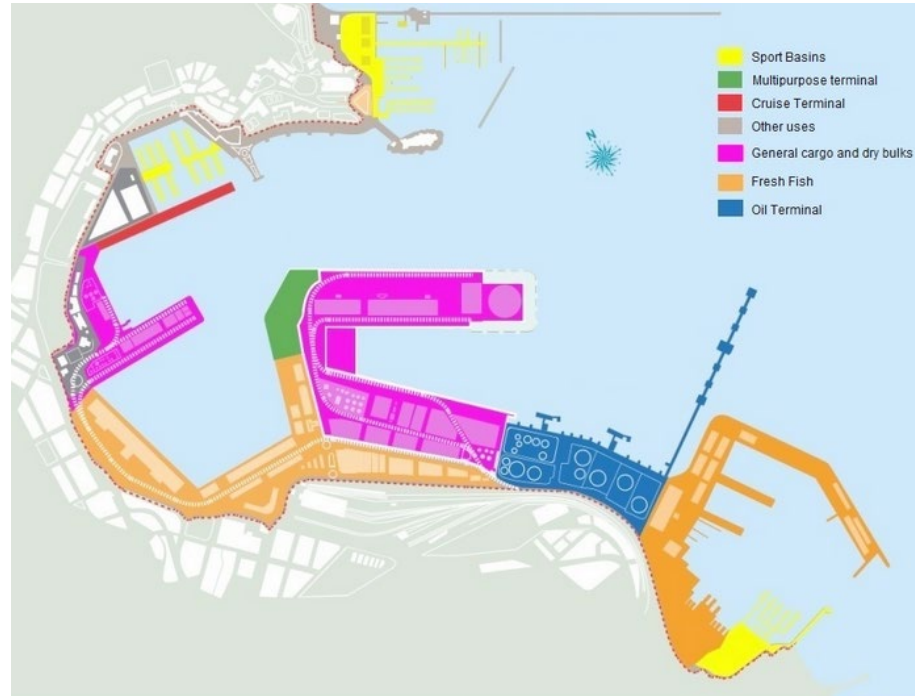 N
Sport Basins
Multipurpose terminal
Cruise Terminal
Other uses
General cargo and dry bulks
Fresh Fish
Oil Terminal